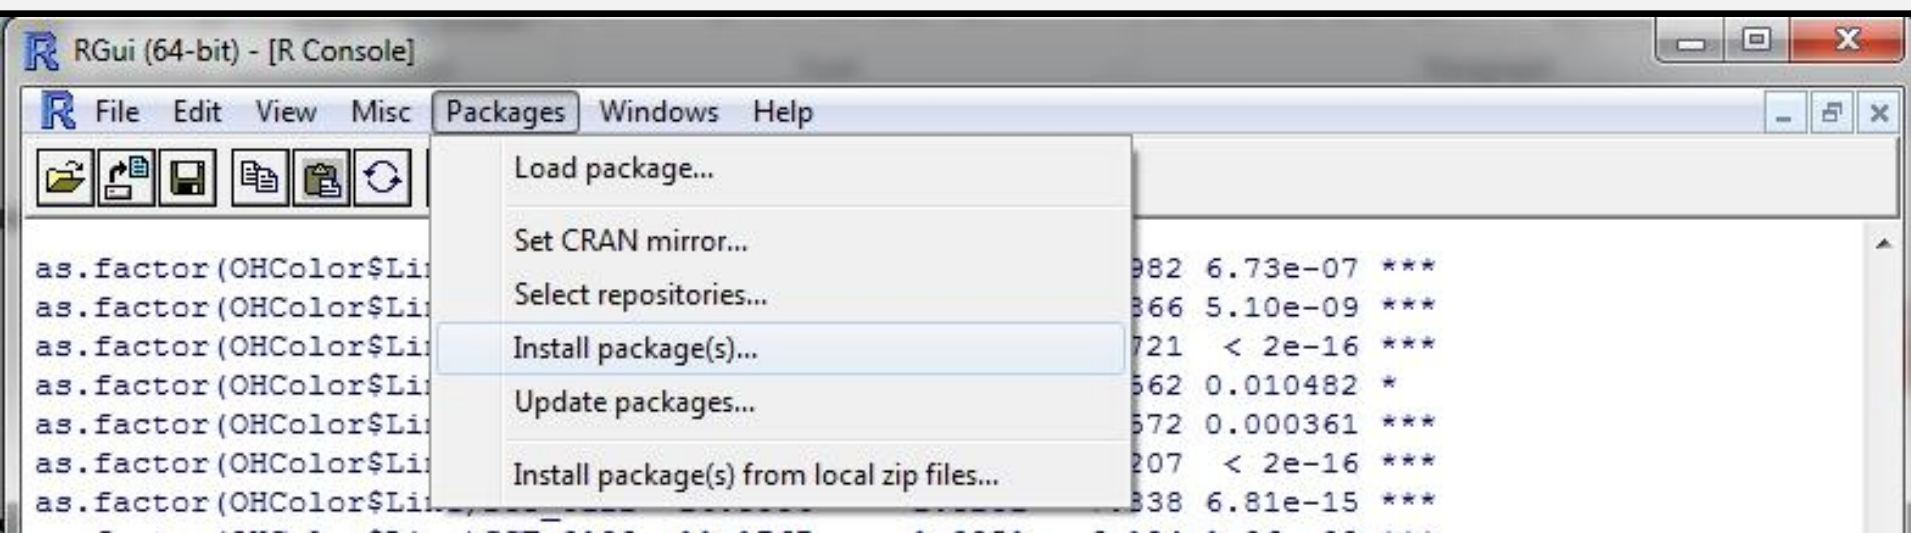 RGui (64-bit) - [R Console]
File Edit View Misc Packages Windows Help
Load package...
Set CRAN mirror...
Select repositories...
Install package(s)...
Update packages...
Install package(s) from local zip files...
as.factor(OHColor$Li 982 6.73e-07 ***
as.factor(OHColor$Li 366 5.10e-09 ***
as.factor(OHColor$Li 721 < 2e-16 ***
as.factor(OHColor$Li 562 0.010482 *
as.factor(OHColor$Li 572 0.000361 ***
as.factor(OHColor$Li 207 < 2e-16 ***
as.factor(OHColor$Li 838 6.81e-15 ***